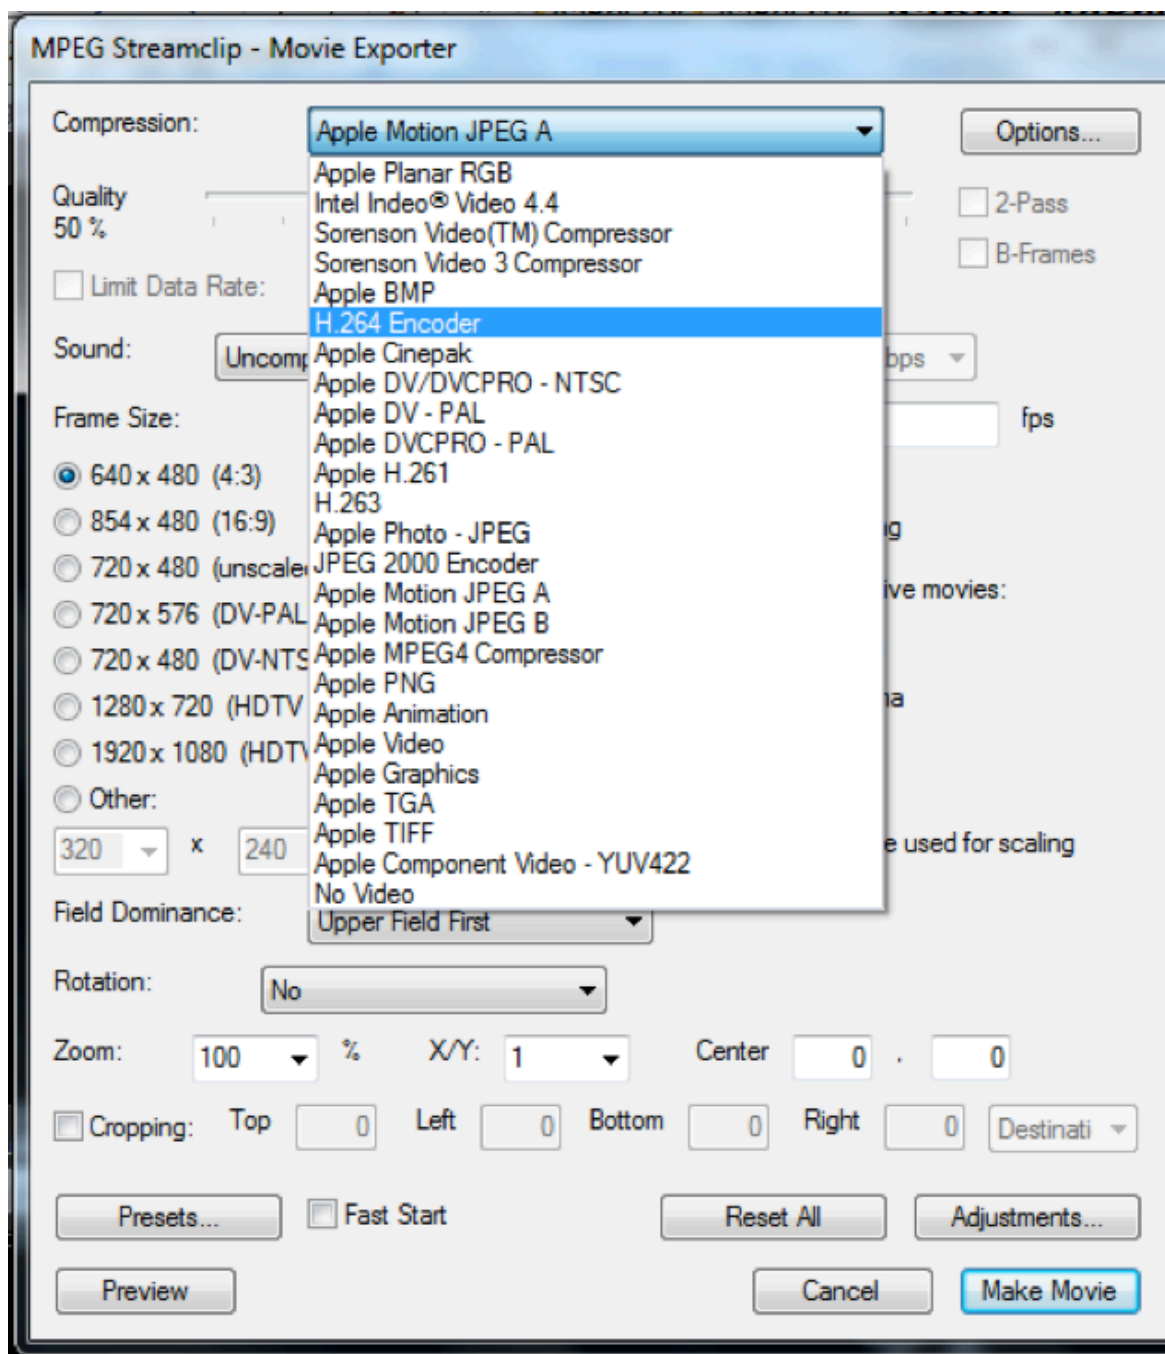 MPEG Streamclip - Movie Exporter
Compression: Apple Motion JPEG A Options...
Apple Planar RGB
Quality Intel Indeo® Video 4.4 2-Pass
50 % Sorenson Video(TM) Compressor
Sorenson Video 3 Compressor B-Frames
Limit Data Rate: Apple BMP
H.264 Encoder
Sound: Uncomp Apple Cinepak bps
Apple DV/DVCPRO - NTSC
Frame Size: Apple DV - PAL fps
Apple DVCPRO - PAL
640 x 480 (4:3) Apple H.261
H.263
854 x 480 (16:9) Apple Photo - JPEG
720 x 480 (unscale JPEG 2000 Encoder
Apple Motion JPEG A ive movies:
720 x 576 (DV-PAL Apple Motion JPEG B
720 x 480 (DV-NTS Apple MPEG4 Compressor
Apple PNG
1280 x 720 (HDTV Apple Animation
1920 x 1080 (HDTV Apple Video
Apple Graphics
Other: Apple TGA
320 x 240 Apple TIFF e used for scaling
Apple Component Video - YUV422
No Video
Field Dominance: Upper Field First
Rotation: No
Zoom: 100 % X/Y: 1 Center 0 . 0
Cropping: Top 0 Left 0 Bottom 0 Right 0 Destinati
Presets... Fast Start Reset All Adjustments...
Preview Cancel Make Movie